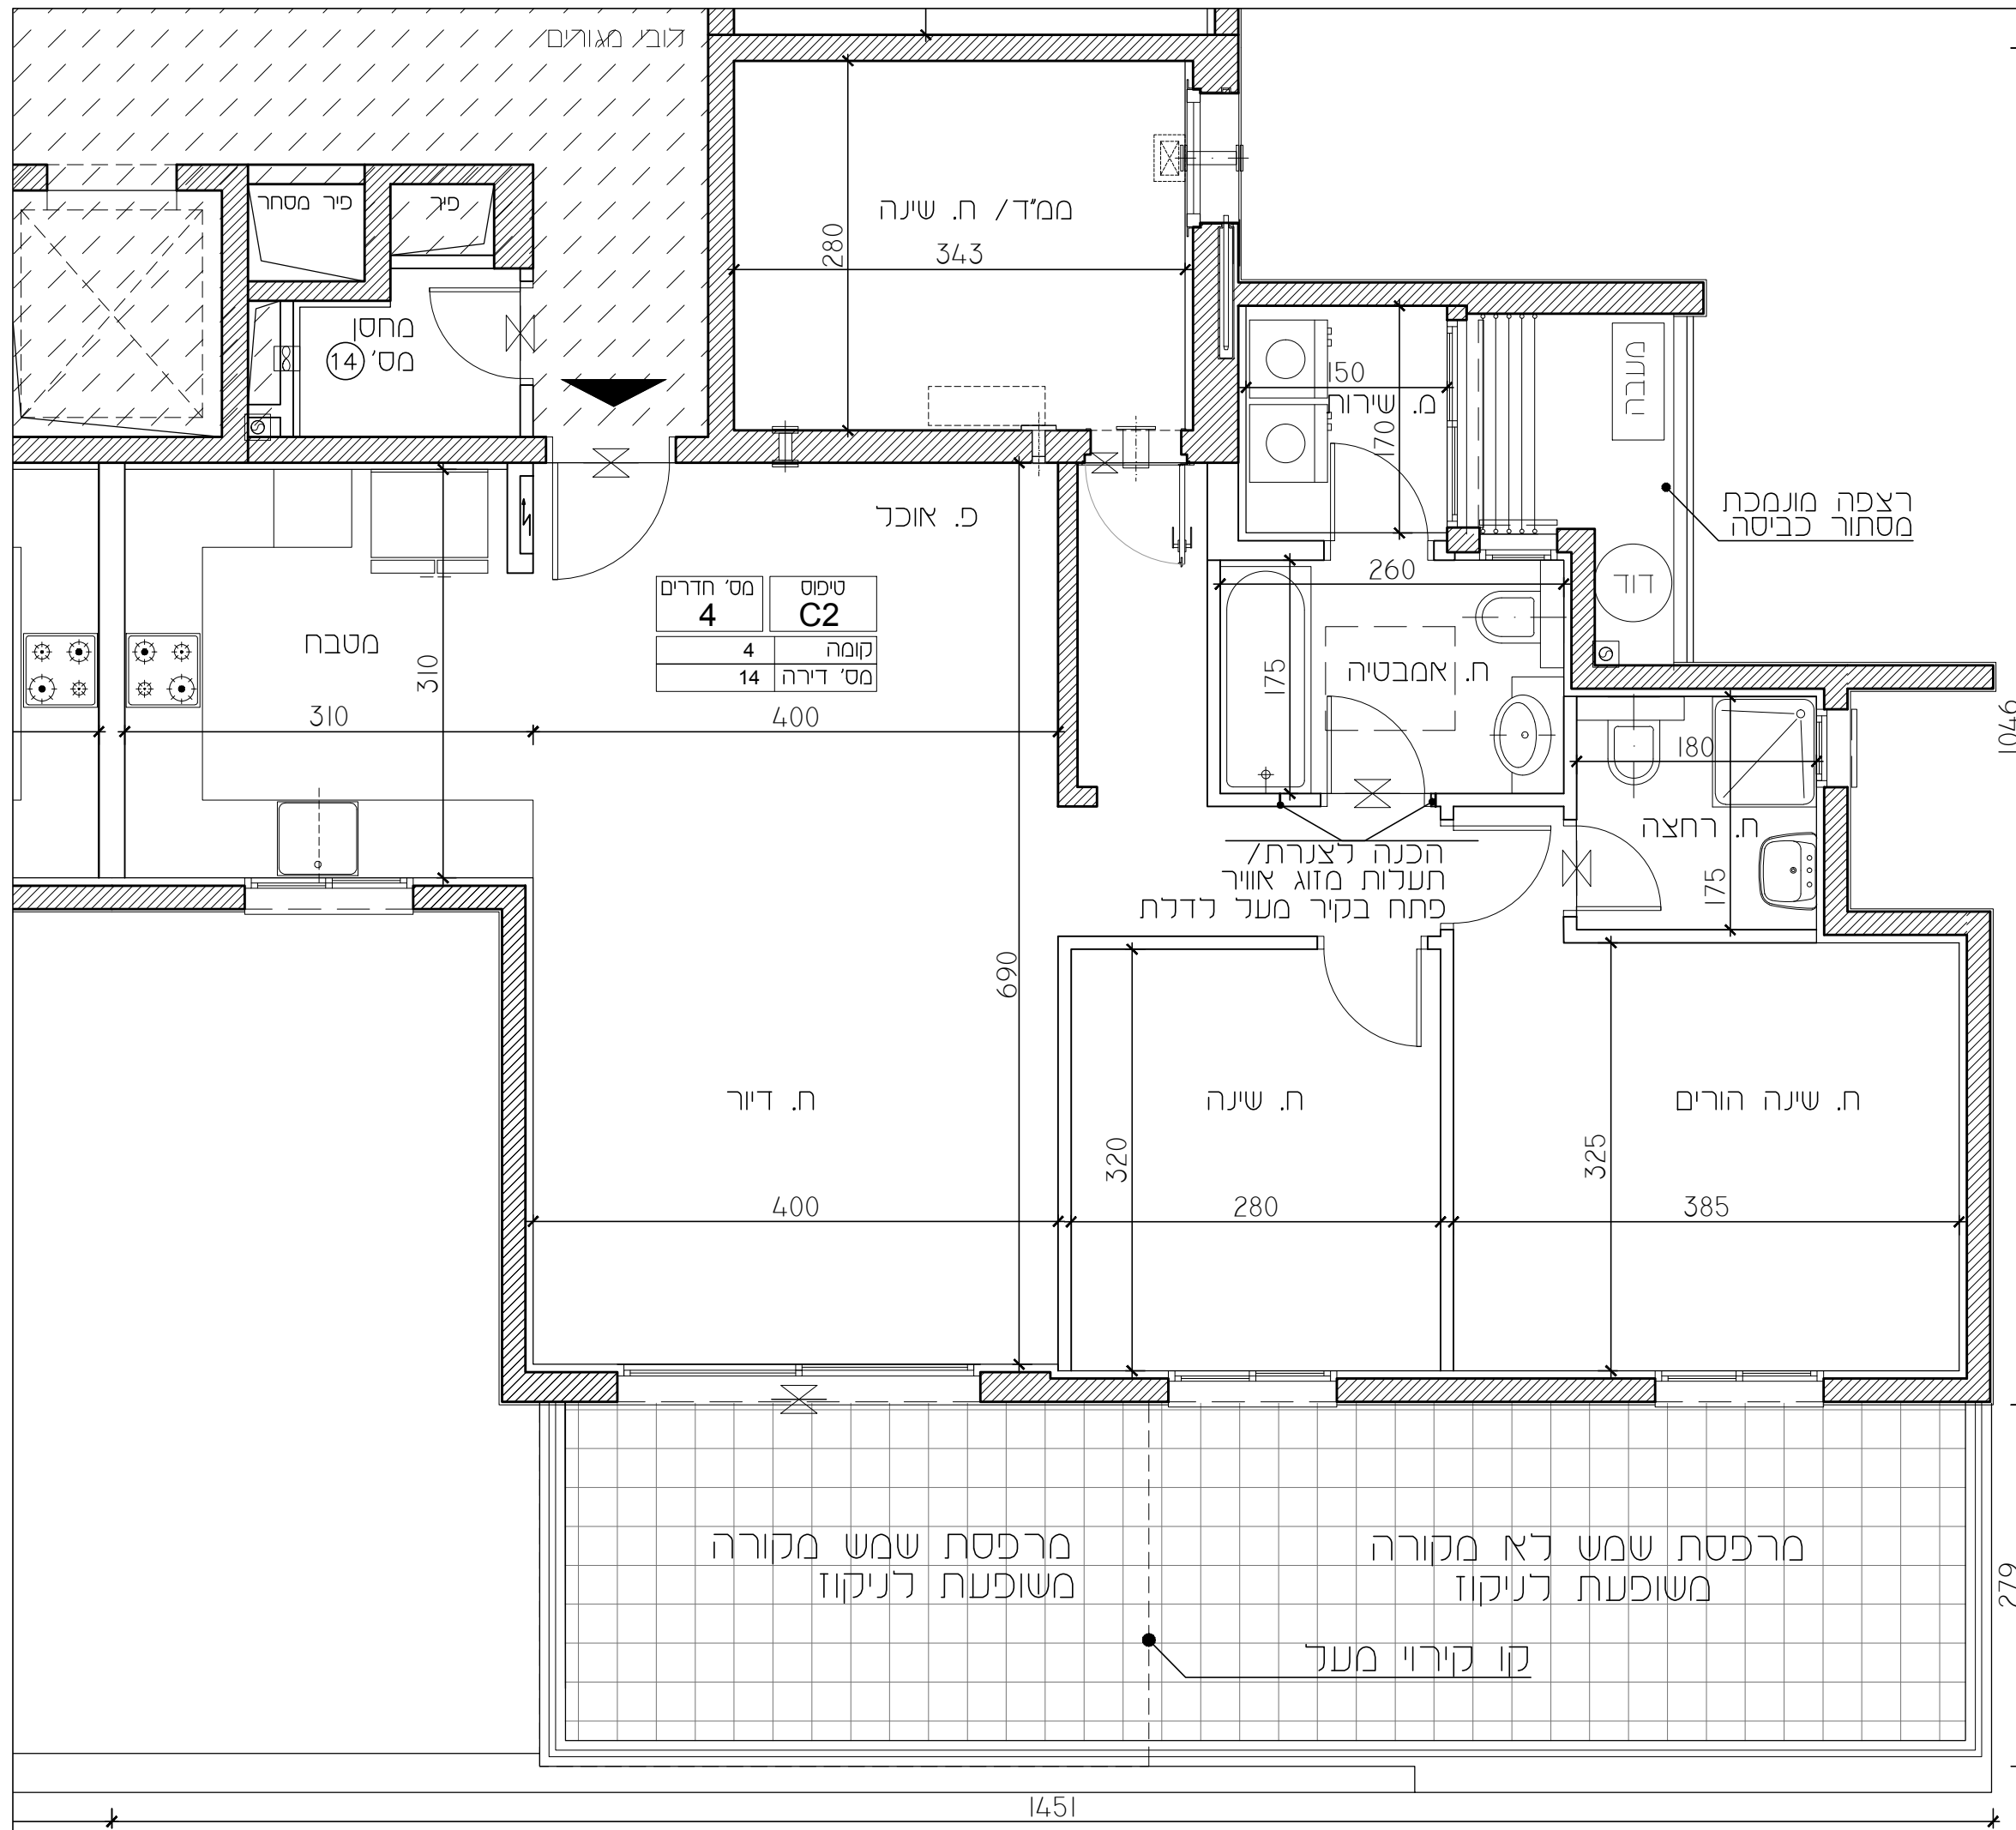 לובי מגורים
פיר מסחר
פיר
ממ"ד/ ח. שינה
280
343
מחסן
מס' 14
150
מ. שירות
170
מעבה
רצפה מונמכת
מסתור כביסה
פ. אוכל
טיפוס
C2
מס' חדרים
4
קומה 4
מס' דירה 14
260
דוד
מטבח
310
ח. אמבטיה
175
310
400
180
1046
ח. רחצה
175
הכנה לצנרת/
תעלות מזוג אוויר
פתח בקיר מעל לדלת
690
ח. דיור
ח. שינה
ח. שינה הורים
320
325
400
280
385
מרפסת שמש מקורה
משופעת לניקוז
מרפסת שמש לא מקורה
משופעת לניקוז
279
קו קירוי מעל
1451